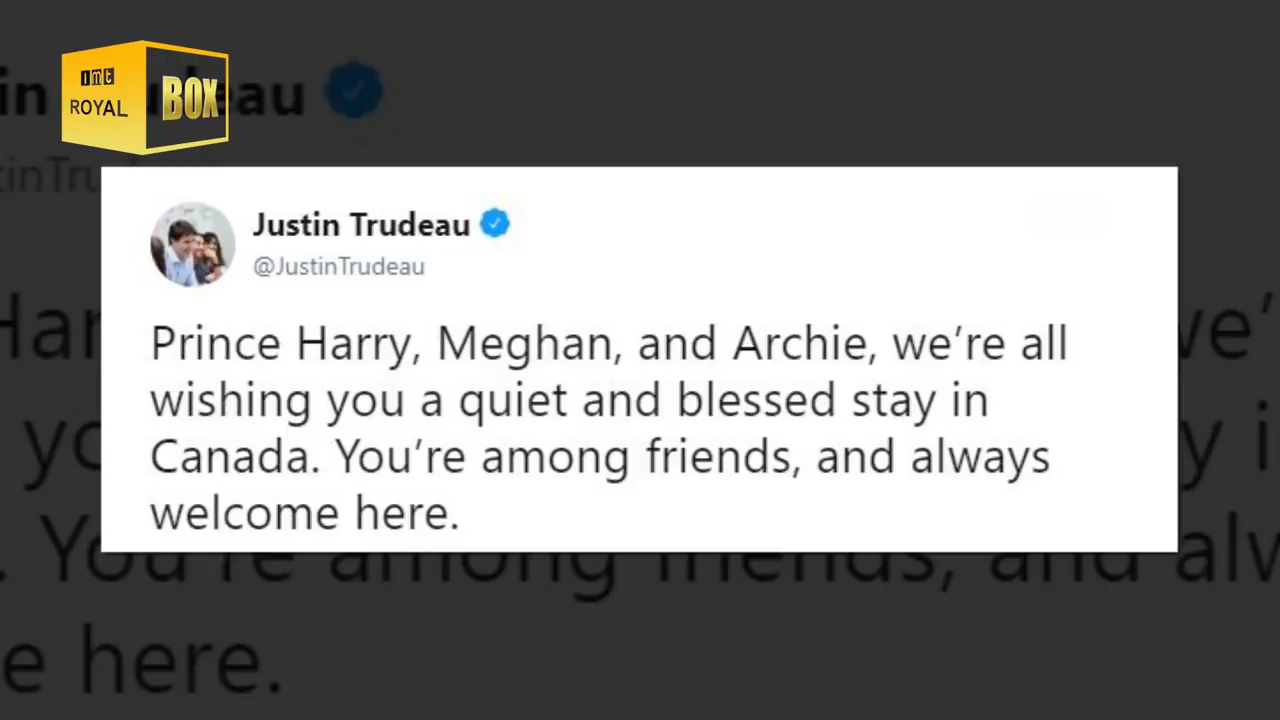 IMT
ROYAL
BOX
Justin Trudeau
@JustinTrudeau
Prince Harry, Meghan, and Archie, we’re all
wishing you a quiet and blessed stay in
Canada. You’re among friends, and always
welcome here.